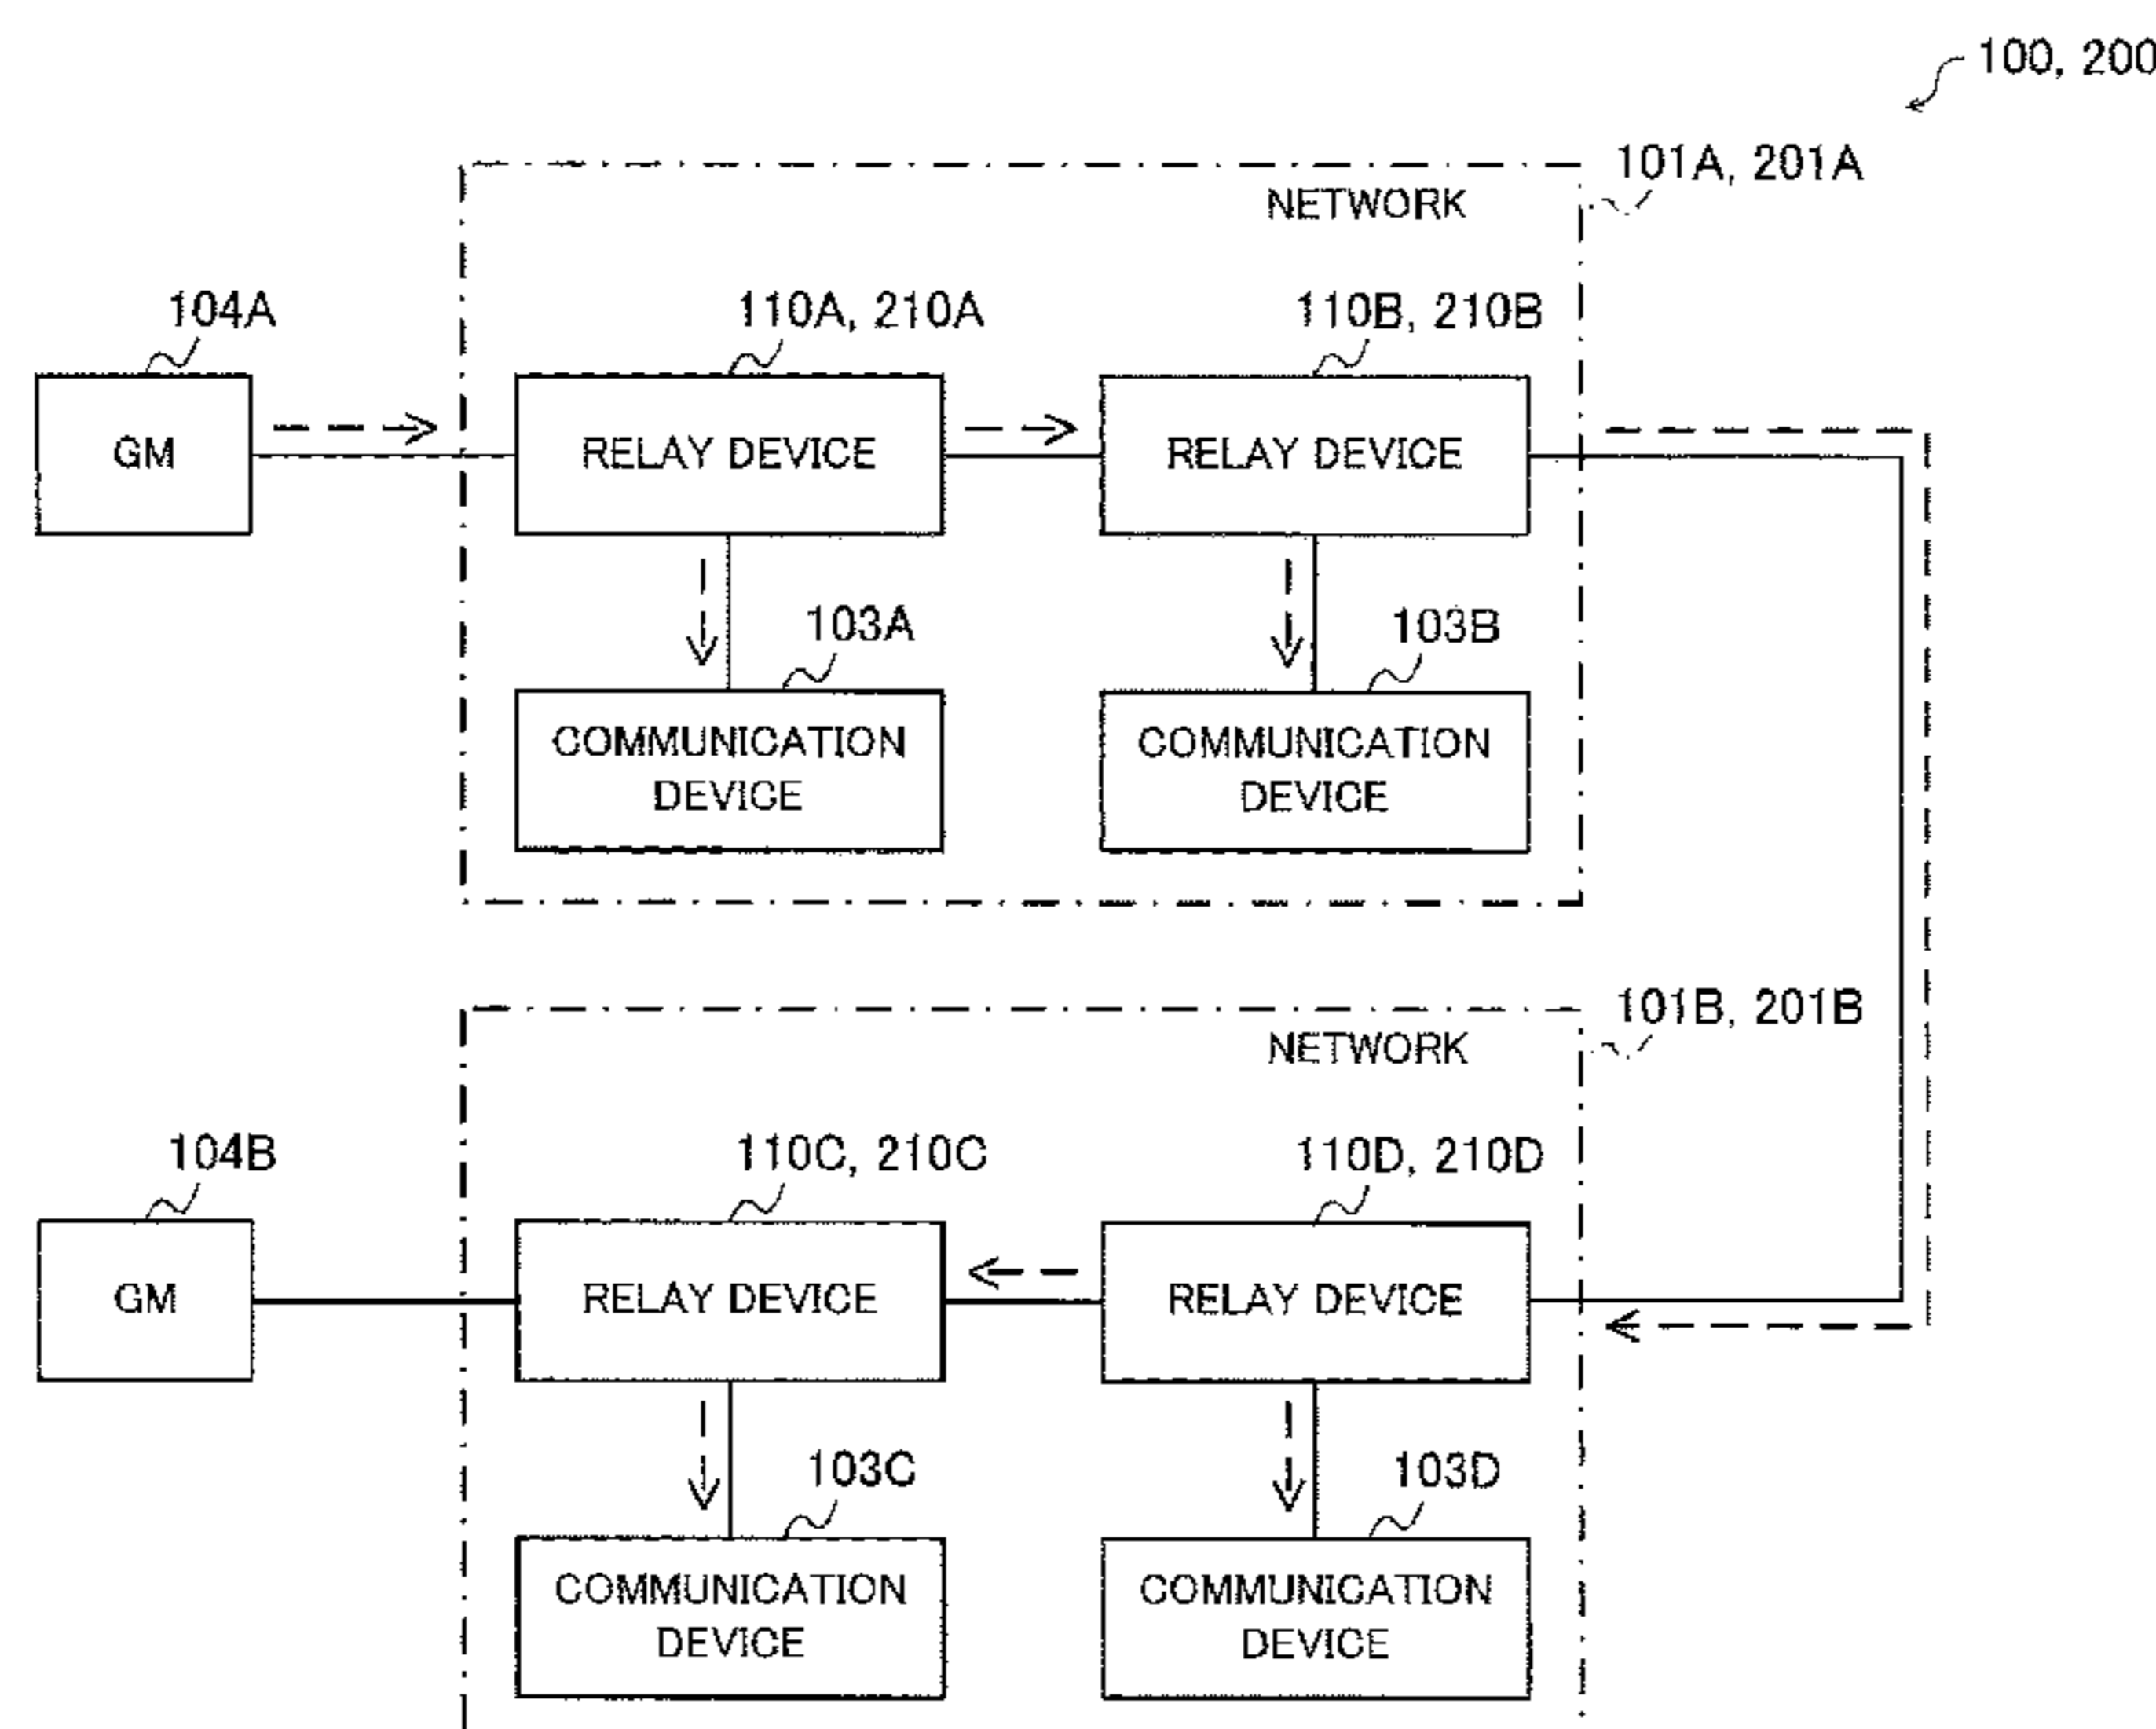 100, 200
101A, 201A
NETWORK
104A
110A, 210A
110B, 210B
GM
RELAY DEVICE
RELAY DEVICE
103A
103B
COMMUNICATION
DEVICE
COMMUNICATION
DEVICE
101B, 201B
NETWORK
104B
110C, 210C
110D, 210D
GM
RELAY DEVICE
RELAY DEVICE
103C
103D
COMMUNICATION
DEVICE
COMMUNICATION
DEVICE